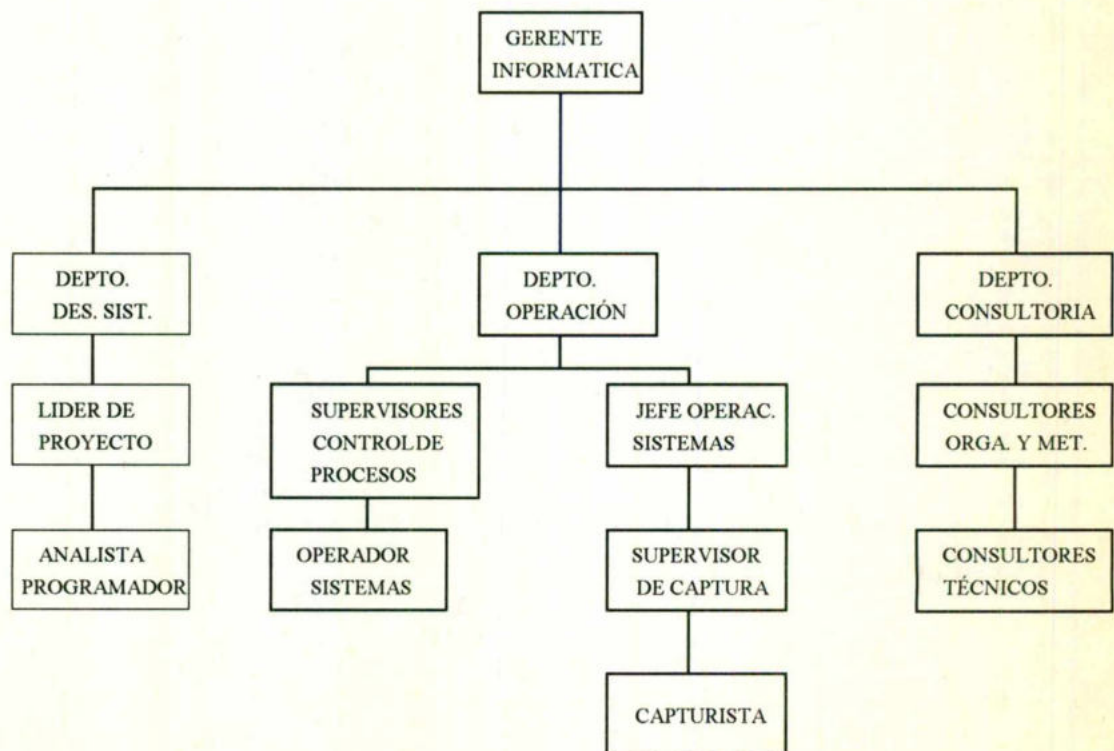 GERENTE
INFORMATICA
DEPTO.
DES. SIST.
DEPTO.
OPERACIÓN
DEPTO.
CONSULTORIA
LIDER DE
PROYECTO
SUPERVISORES
CONTROL DE
PROCESOS
JEFE OPERAC.
SISTEMAS
CONSULTORES
ORGA. Y MET.
ANALISTA
PROGRAMADOR
OPERADOR
SISTEMAS
SUPERVISOR
DE CAPTURA
CONSULTORES
TÉCNICOS
CAPTURISTA